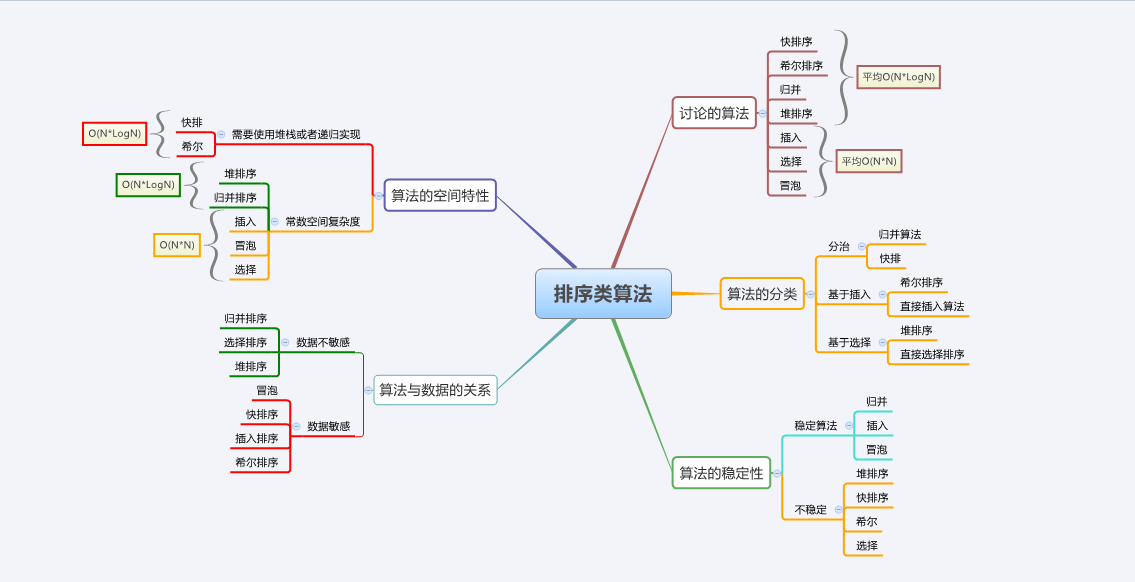 排序类算法
讨论的算法
快排序
希尔排序
归并
堆排序
平均O(N*LogN)
插入
选择
冒泡
平均O(N*N)
算法的分类
分治
归并算法
快排
基于插入
希尔排序
直接插入算法
基于选择
堆排序
直接选择排序
算法的稳定性
稳定算法
归并
插入
冒泡
不稳定
堆排序
快排序
希尔
选择
算法的空间特性
需要使用堆栈或者递归实现
快排
希尔
O(N*LogN)
常数空间复杂度
堆排序
归并排序
O(N*LogN)
插入
冒泡
选择
O(N*N)
算法与数据的关系
数据不敏感
归并排序
选择排序
堆排序
数据敏感
冒泡
快排序
插入排序
希尔排序